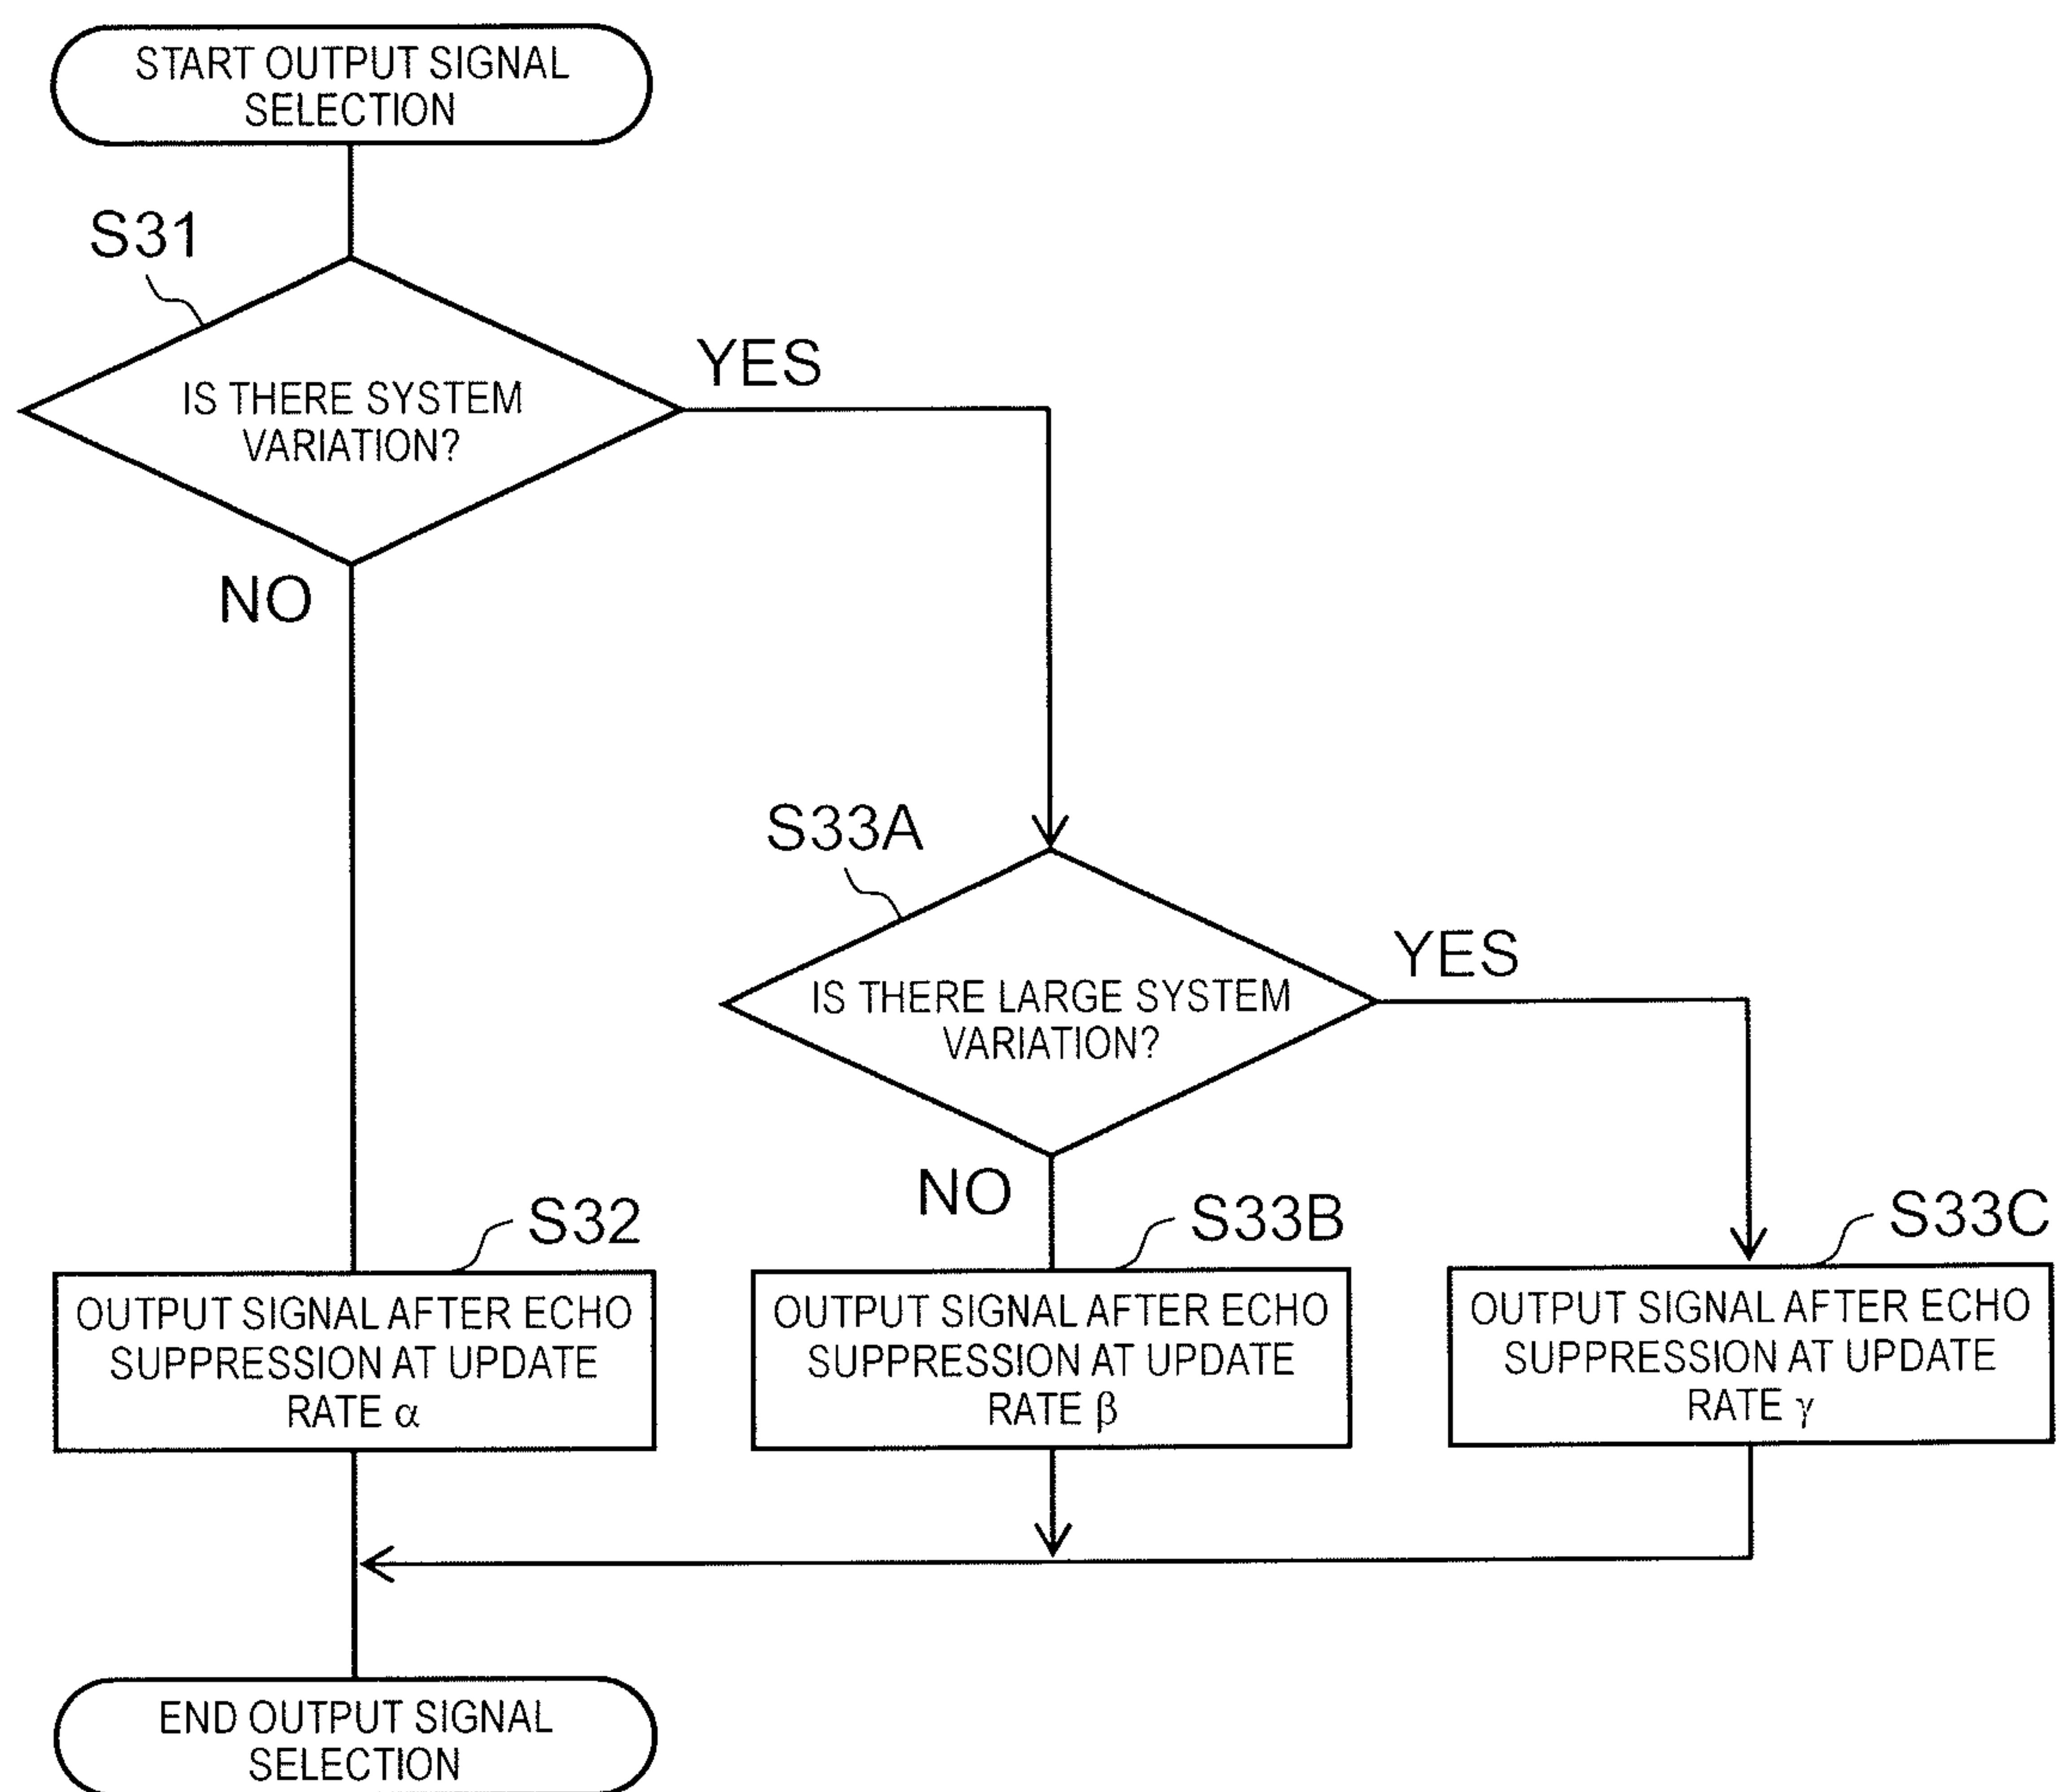 START OUTPUT SIGNAL
SELECTION
S31
IS THERE SYSTEM
VARIATION?
YES
NO
S33A
IS THERE LARGE SYSTEM
VARIATION?
YES
NO
S32
OUTPUT SIGNAL AFTER ECHO
SUPPRESSION AT UPDATE
RATE α
S33B
OUTPUT SIGNAL AFTER ECHO
SUPPRESSION AT UPDATE
RATE β
S33C
OUTPUT SIGNAL AFTER ECHO
SUPPRESSION AT UPDATE
RATE γ
END OUTPUT SIGNAL
SELECTION